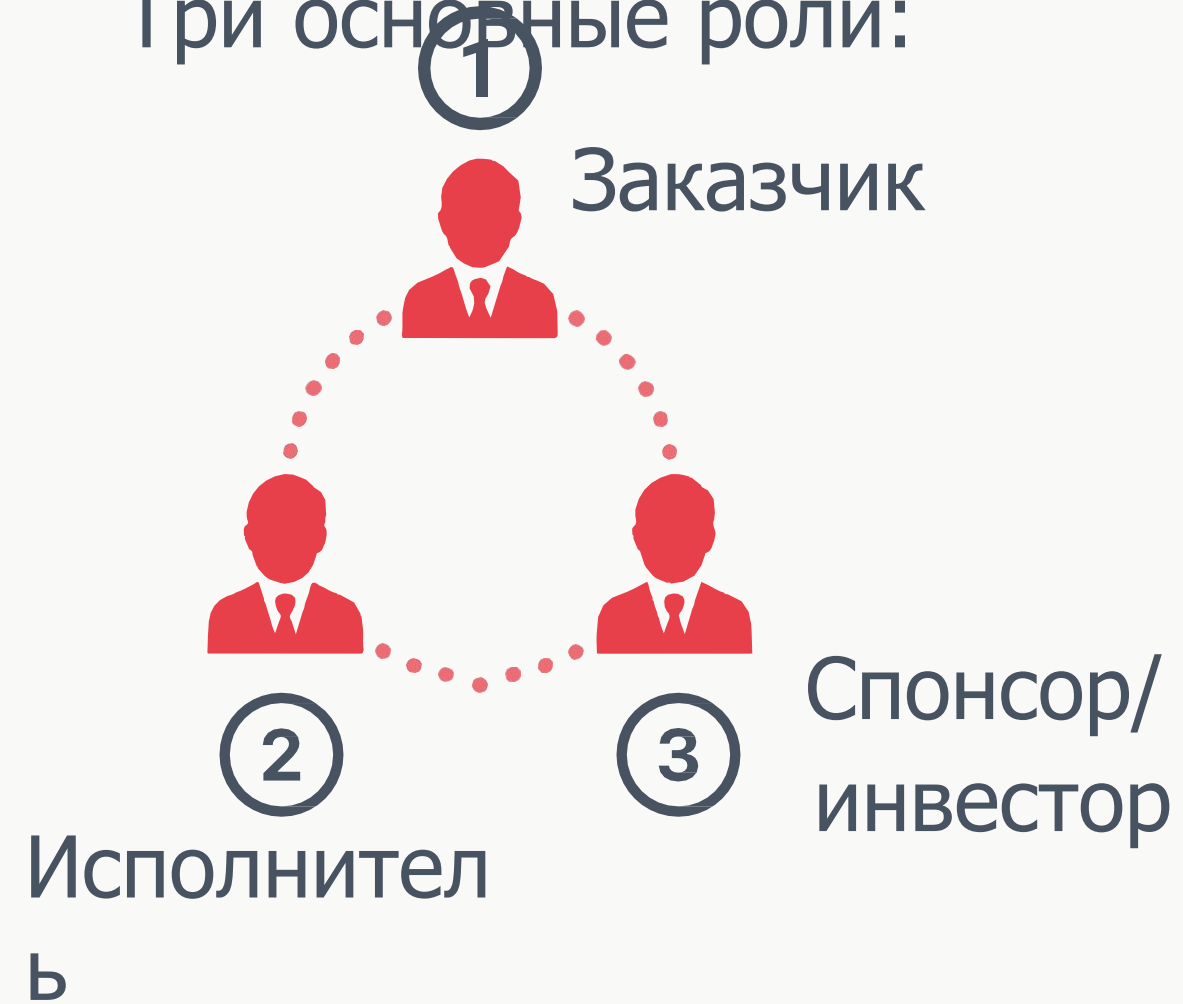 Три основные роли:
1
Заказчик
Спонсор/
инвестор
2
3
Исполнител
ь